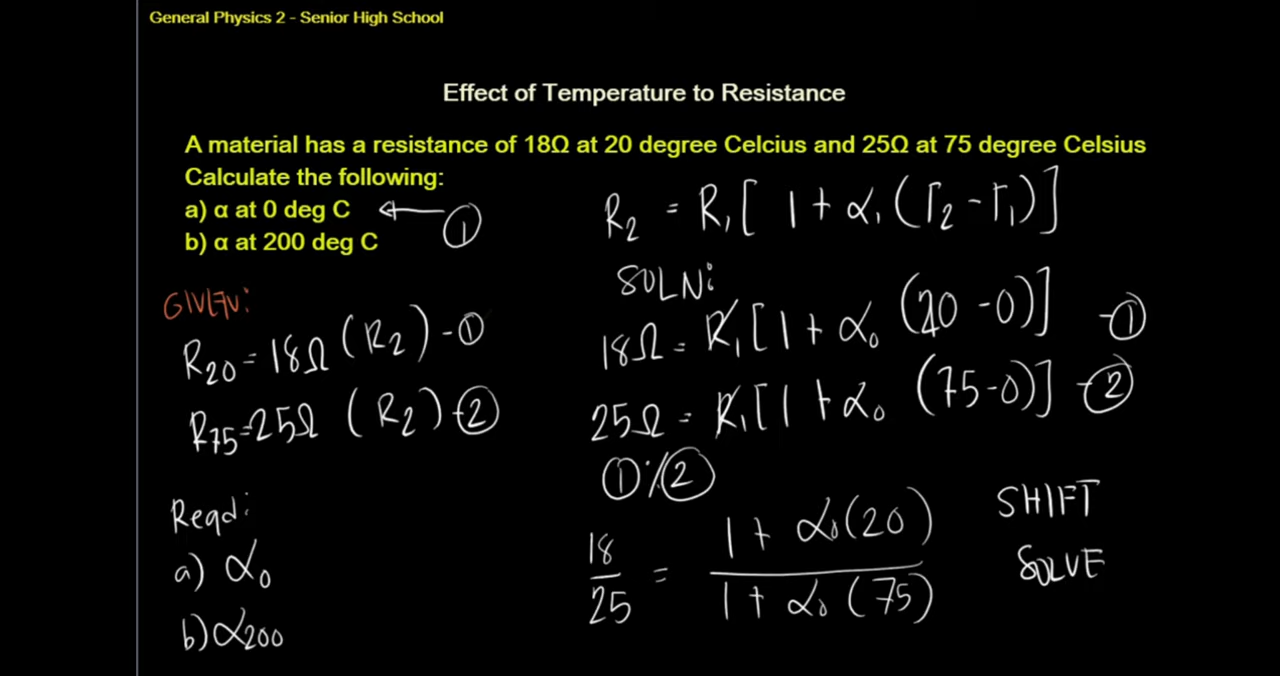 General Physics 2 - Senior High School
Effect of Temperature to Resistance
A material has a resistance of 18Ω at 20 degree Celcius and 25Ω at 75 degree Celsius
Calculate the following:
a) α at 0 deg C ← ①
b) α at 200 deg C
R₂ = R₁[ 1 + α₁ (T₂ - T₁)]
GIVEN:
R₂₀ = 18Ω (R₂) - ①
R₇₅ = 25Ω (R₂) - ②
Reqd:
a) α₀
b) α₂₀₀
SOLN:
18Ω = R₁[1 + α₀ (20 - 0)] - ①
25Ω = R₁[1 + α₀ (75 - 0)] - ②
① ÷ ②
18/25 = 1 + α₀(20) / 1 + α₀(75)
SHIFT
SOLVE